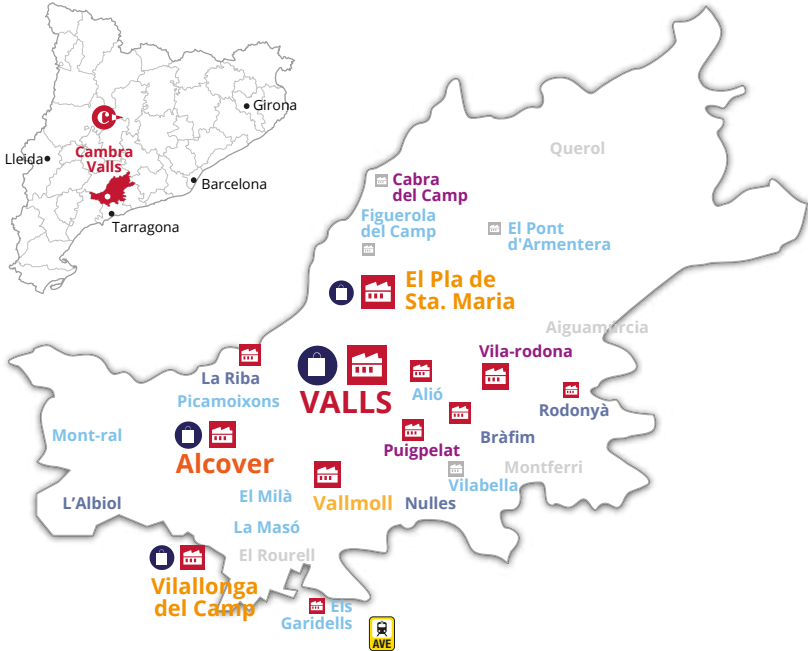 Girona
Cambra
Valls
Lleida
Barcelona
Tarragona
Querol
Cabra
del Camp
Figuerola
del Camp
El Pont
d'Armentera
El Pla de
Sta. Maria
Aiguamúrcia
Vila-rodona
La Riba
VALLS
Alió
Picamoixons
Rodonyà
Mont-ral
Bràfim
Puigpelat
Alcover
Montferri
Vilabella
El Milà
Vallmoll
Nulles
L'Albiol
La Masó
El Rourell
Vilallonga
del Camp
Els
Garidells
AVE